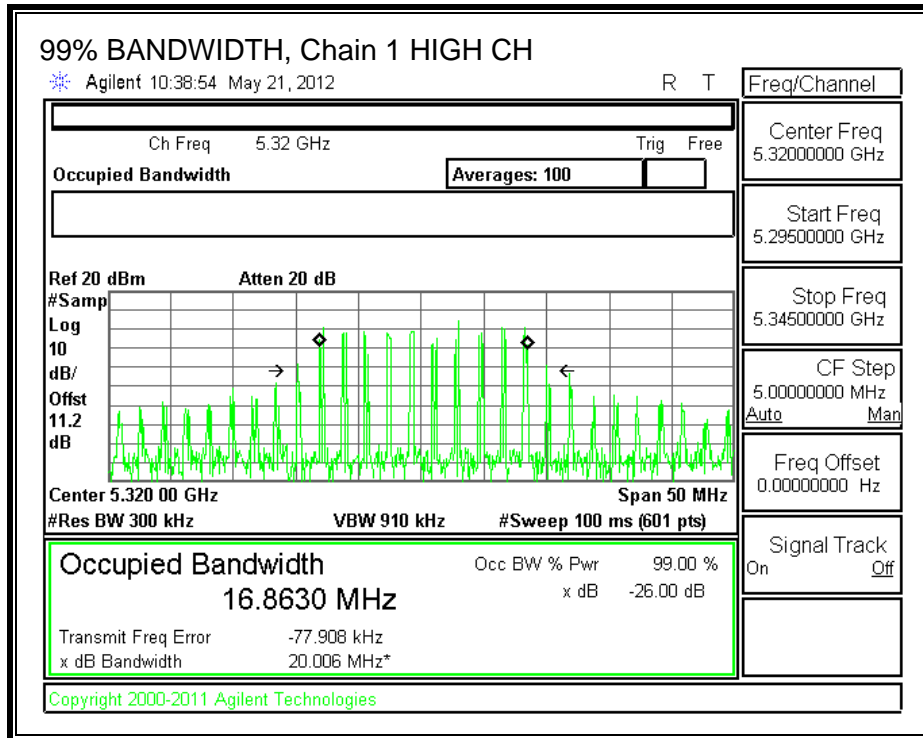 99% BANDWIDTH, Chain 1 HIGH CH
Agilent 10:38:54 May 21, 2012 R T
Freq/Channel
Ch Freq 5.32 GHz Trig Free
Occupied Bandwidth Averages: 100
Center Freq
5.32000000 GHz
Start Freq
5.29500000 GHz
Ref 20 dBm Atten 20 dB
#Samp
Log
10
dB/
Offst
11.2
dB
Stop Freq
5.34500000 GHz
CF Step
5.00000000 MHz
Auto Man
Freq Offset
0.00000000 Hz
Center 5.320 00 GHz Span 50 MHz
#Res BW 300 kHz VBW 910 kHz #Sweep 100 ms (601 pts)
Signal Track
On Off
Occupied Bandwidth Occ BW % Pwr 99.00 %
16.8630 MHz x dB -26.00 dB
Transmit Freq Error -77.908 kHz
x dB Bandwidth 20.006 MHz*
Copyright 2000-2011 Agilent Technologies